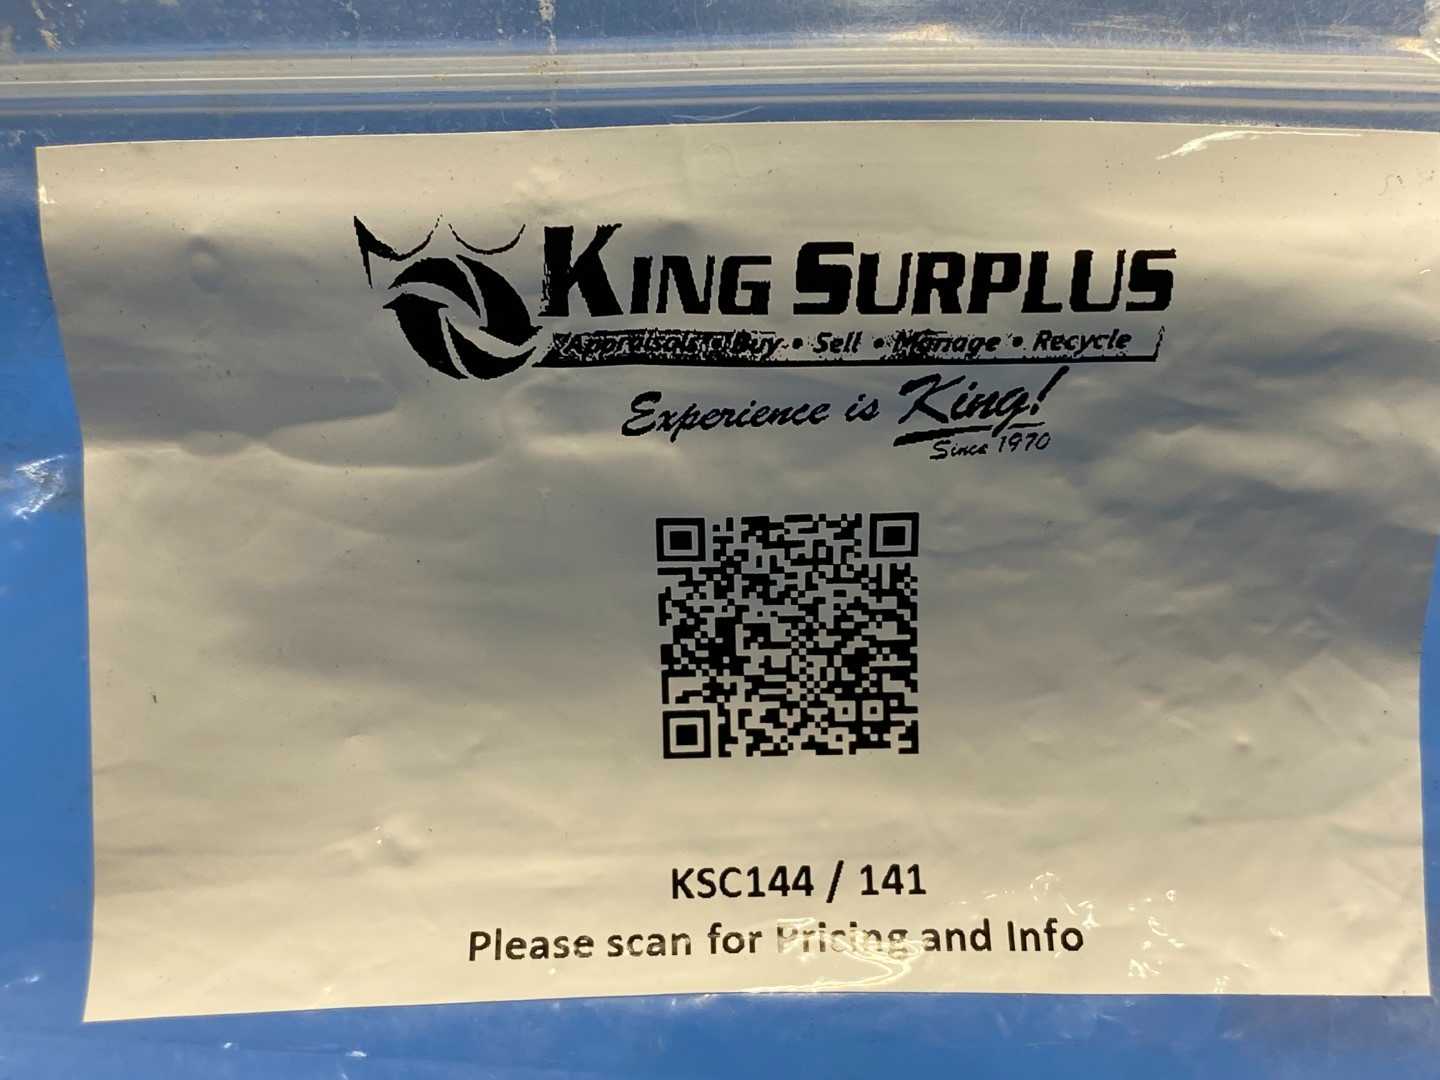 KING SURPLUS
Appraisals • Buy • Sell • Manage • Recycle
Experience is King!
Since 1970
KSC144 / 141
Please scan for Pricing and Info